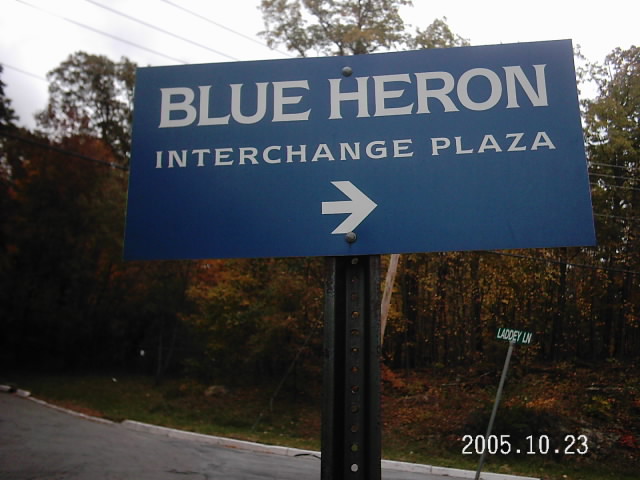 BLUE HERON
INTERCHANGE PLAZA
LADDEY LN
2005.10.23